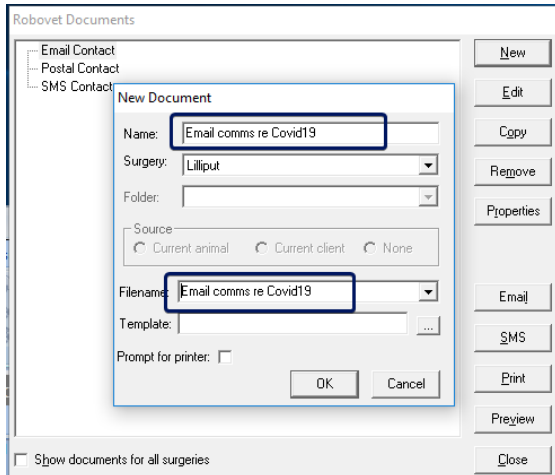 Robovet Documents
Email Contact
Postal Contact
SMS Contact
New
Edit
Copy
Remove
Properties
Email
SMS
Print
Preview
Close
New Document
Name: Email comms re Covid19
Surgery: Lilliput
Folder:
Source
Current animal Current client None
Filename: Email comms re Covid19
Template: ...
Prompt for printer:
OK Cancel
Show documents for all surgeries